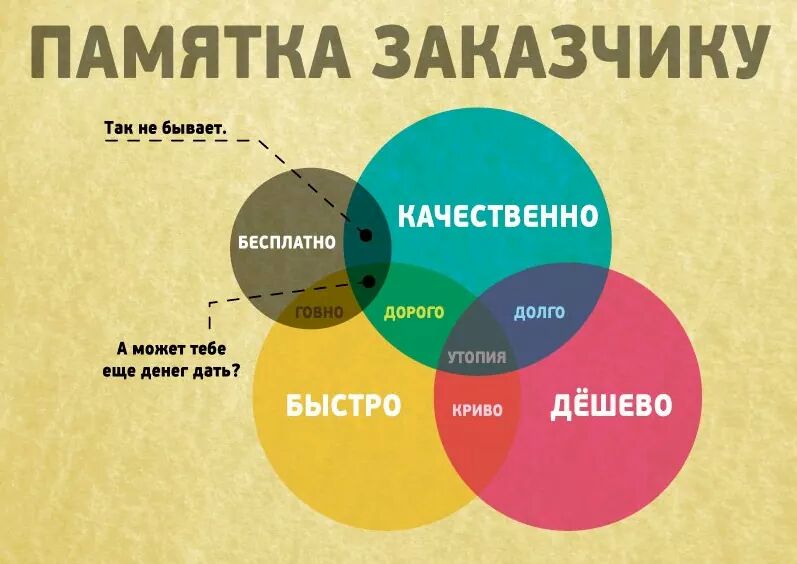 ПАМЯТКА ЗАКАЗЧИКУ
Так не бывает.
КАЧЕСТВЕННО
БЕСПЛАТНО
ГОВНО
ДОРОГО
ДОЛГО
А может тебе
еще денег дать?
УТОПИЯ
БЫСТРО
КРИВО
ДЁШЕВО